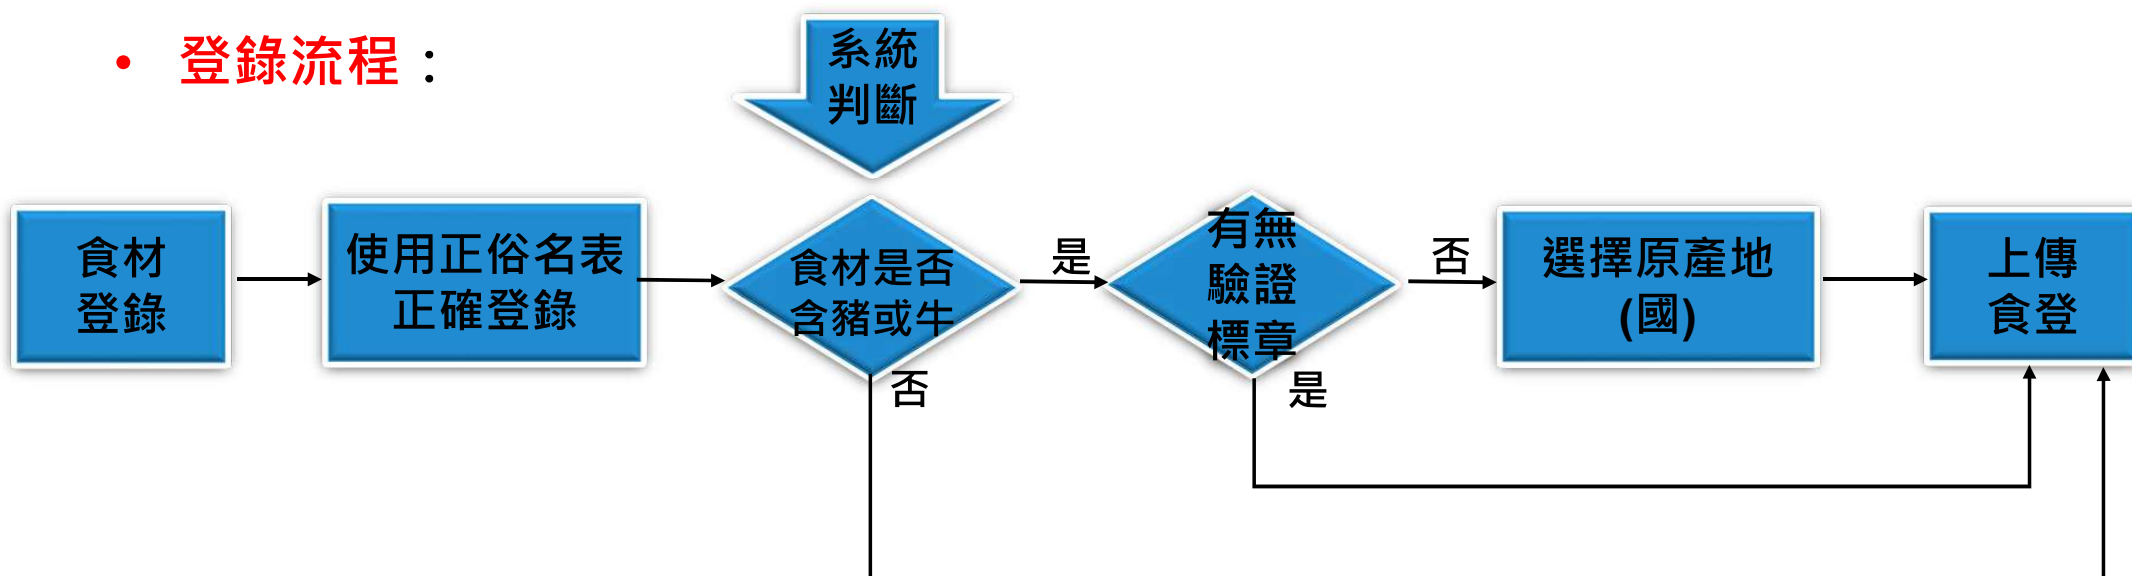 • 登錄流程：
系統
判斷
食材
登錄
使用正俗名表
正確登錄
食材是否
含豬或牛
是
否
有無
驗證
標章
否
是
選擇原產地
(國)
上傳
食登